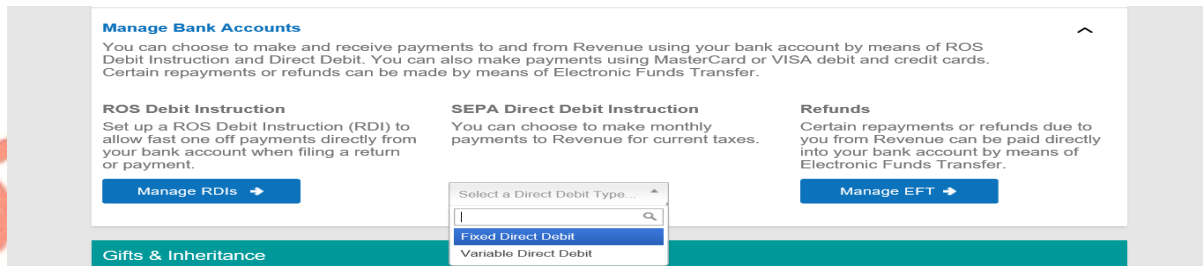 Manage Bank Accounts
You can choose to make and receive payments to and from Revenue using your bank account by means of ROS
Debit Instruction and Direct Debit. You can also make payments using MasterCard or VISA debit and credit cards.
Certain repayments or refunds can be made by means of Electronic Funds Transfer.
ROS Debit Instruction
Set up a ROS Debit Instruction (RDI) to
allow fast one off payments directly from
your bank account when filing a return
or payment.
Manage RDIs
SEPA Direct Debit Instruction
You can choose to make monthly
payments to Revenue for current taxes.
Select a Direct Debit Type...
Fixed Direct Debit
Variable Direct Debit
Refunds
Certain repayments or refunds due to
you from Revenue can be paid directly
into your bank account by means of
Electronic Funds Transfer.
Manage EFT
Gifts & Inheritance